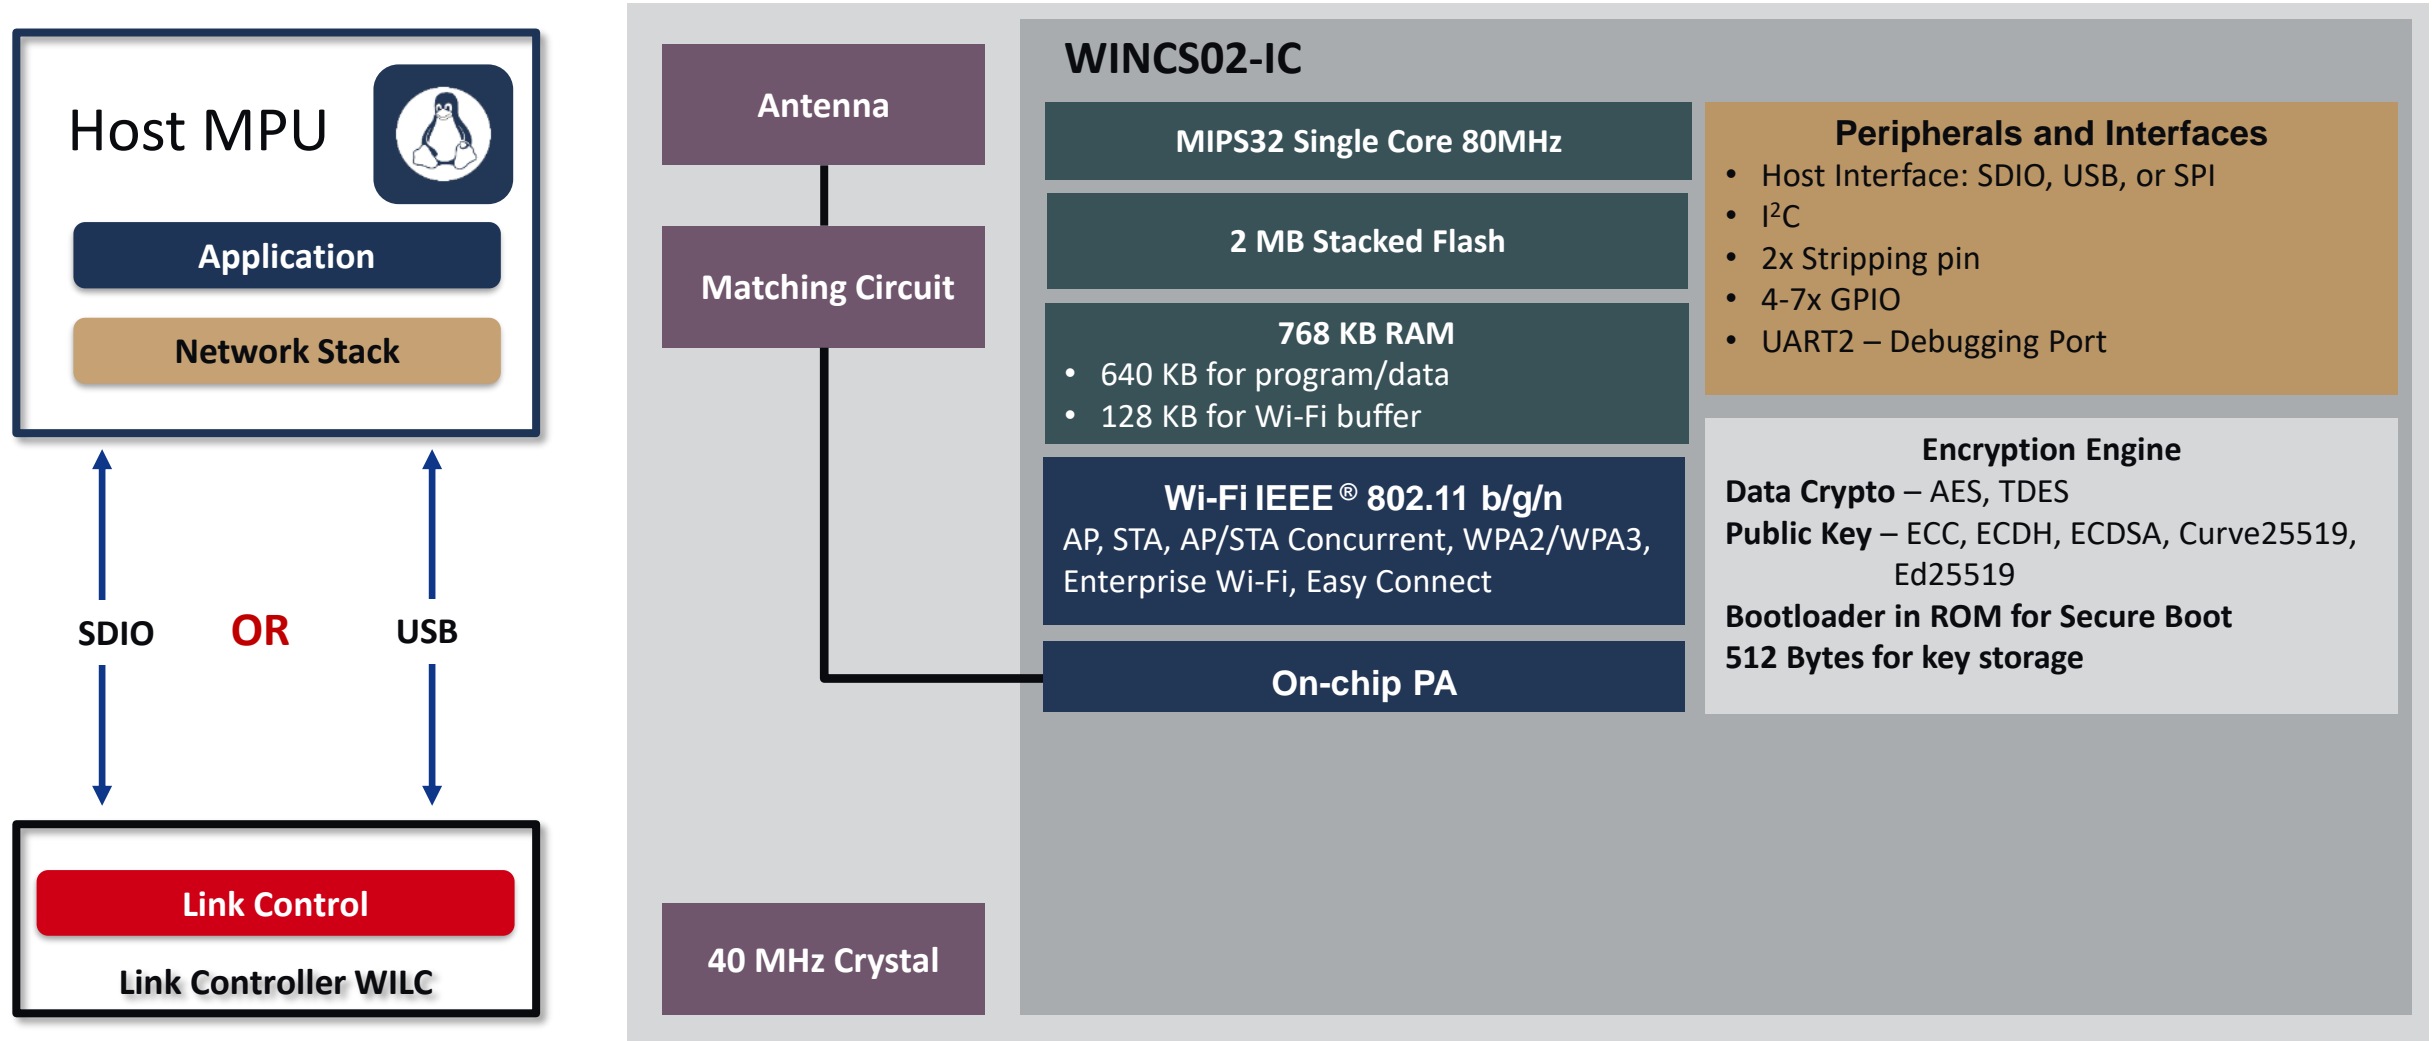 Host MPU
Application
Network Stack
SDIO
OR
USB
Link Control
Link Controller WILC
Antenna
Matching Circuit
40 MHz Crystal
WINCS02-IC
MIPS32 Single Core 80MHz
2 MB Stacked Flash
768 KB RAM
• 640 KB for program/data
• 128 KB for Wi-Fi buffer
Wi-Fi IEEE® 802.11 b/g/n
AP, STA, AP/STA Concurrent, WPA2/WPA3,
Enterprise Wi-Fi, Easy Connect
On-chip PA
Peripherals and Interfaces
• Host Interface: SDIO, USB, or SPI
• I²C
• 2x Stripping pin
• 4-7x GPIO
• UART2 – Debugging Port
Encryption Engine
Data Crypto – AES, TDES
Public Key – ECC, ECDH, ECDSA, Curve25519,
Ed25519
Bootloader in ROM for Secure Boot
512 Bytes for key storage